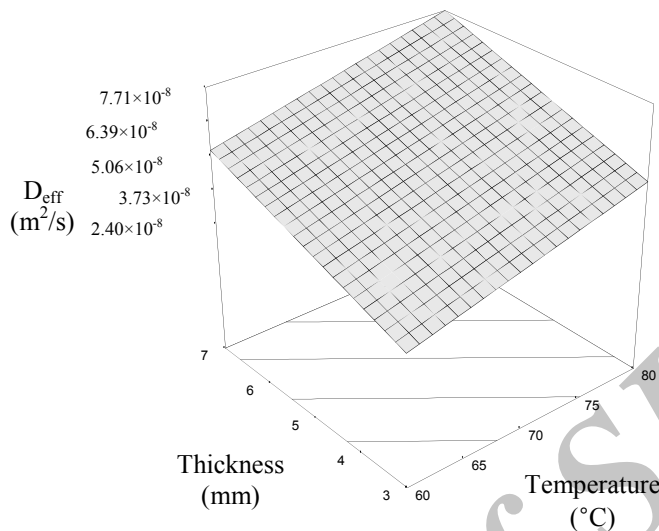 7.71×10⁻⁸
6.39×10⁻⁸
5.06×10⁻⁸
D_eff
3.73×10⁻⁸
(m²/s)
2.40×10⁻⁸
7
80
6
75
5
70
4
65
Thickness
(mm)
3
60
Temperature
(°C)